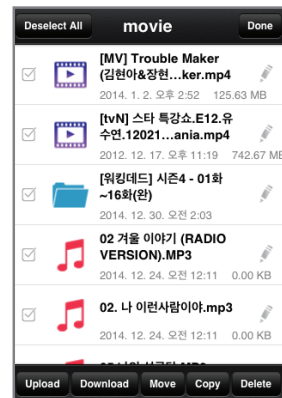 Deselect All movie Done
[MV] Trouble Maker
(김현아&장현...ker.mp4
2014. 1. 2. 오후 2:52 125.63 MB
[tvN] 스타 특강쇼.E12.유
수연.12021...ania.mp4
2012. 12. 17. 오후 11:19 742.67 MB
[워킹데드] 시즌4 - 01화
~16화(완)
2014. 12. 30. 오전 2:03
02 겨울 이야기 (RADIO
VERSION).MP3
2014. 12. 24. 오전 12:11 0.00 KB
02. 나 이런사람이야.mp3
2014. 12. 24. 오전 12:11 0.00 KB
Upload Download Move Copy Delete